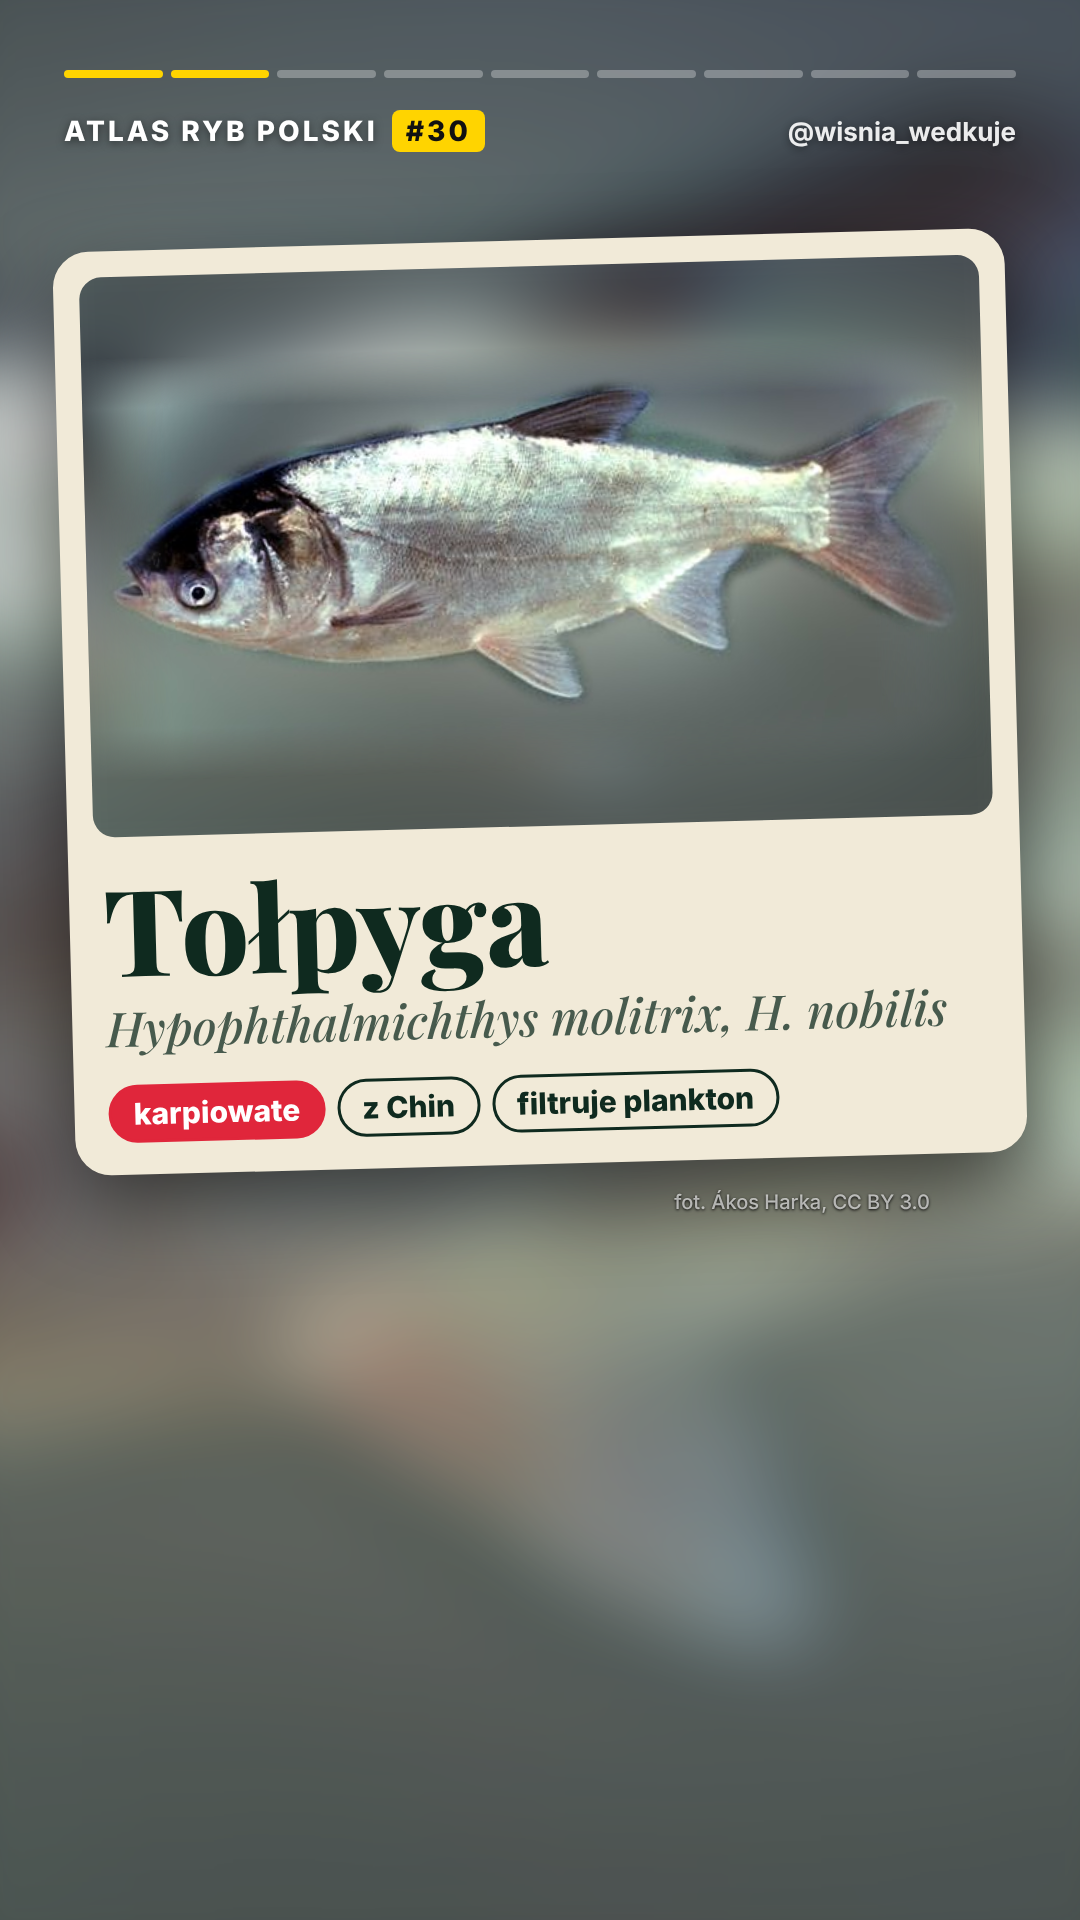 ATLAS RYB POLSKI #30
@wisnia_wedkuje
Tołpyga
Hypophthalmichthys molitrix, H. nobilis
karpiowate z Chin filtruje plankton
fot. Ákos Harka, CC BY 3.0